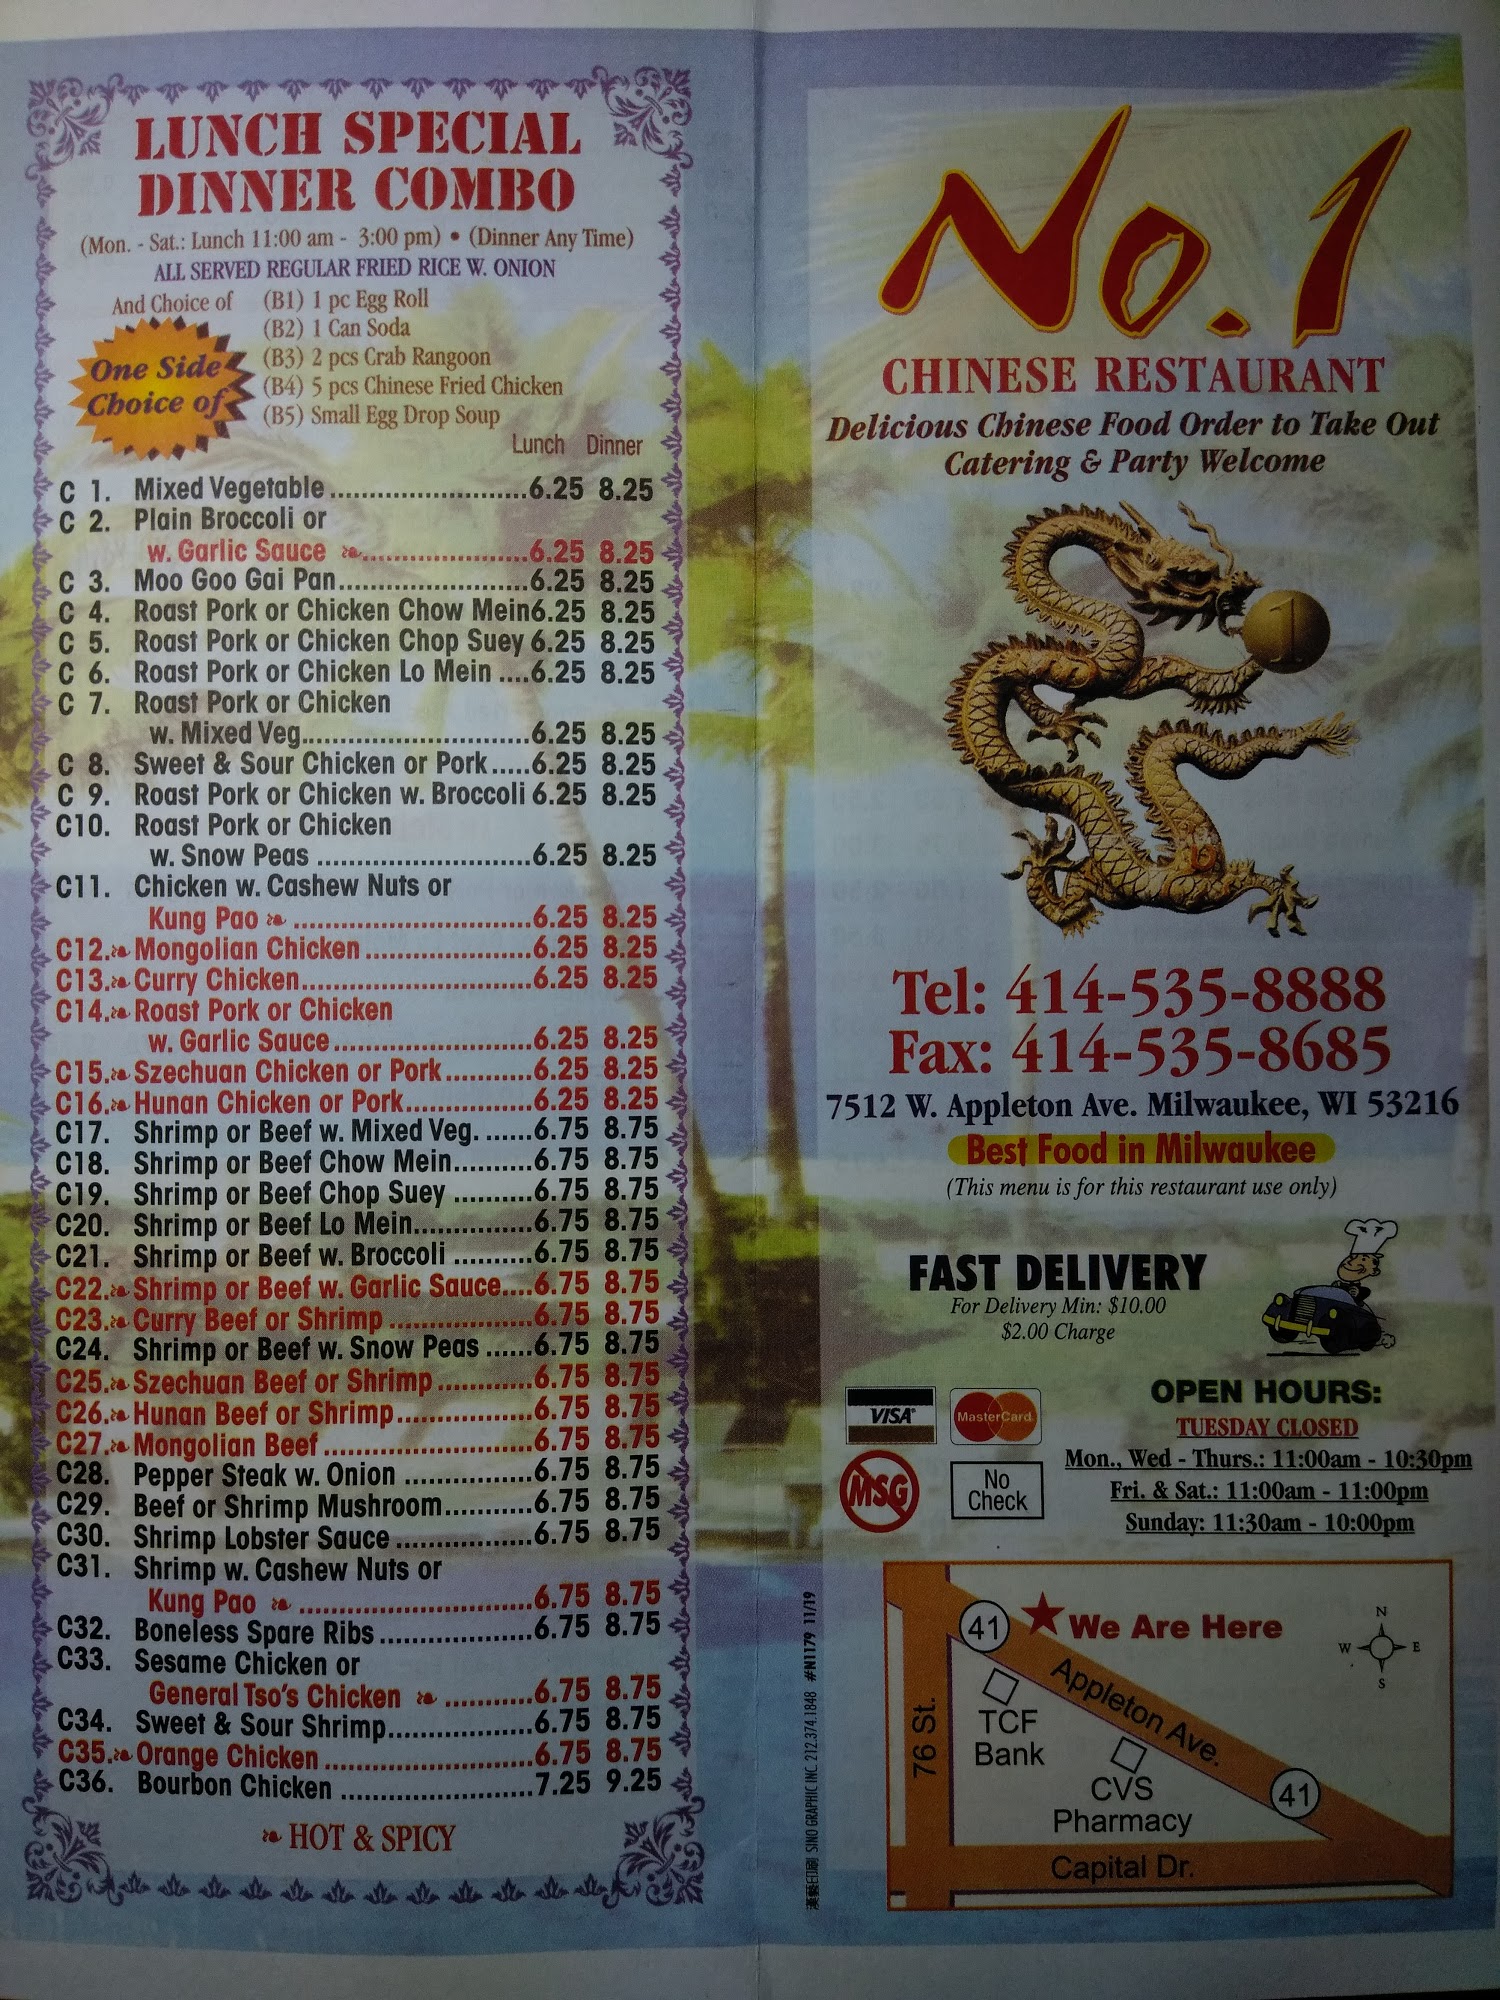 LUNCH SPECIAL
DINNER COMBO
(Mon. - Sat.: Lunch 11:00 am - 3:00 pm) • (Dinner Any Time)
ALL SERVED REGULAR FRIED RICE W. ONION
And Choice of
One Side
Choice of
(B1) 1 pc Egg Roll
(B2) 1 Can Soda
(B3) 2 pcs Crab Rangoon
(B4) 5 pcs Chinese Fried Chicken
(B5) Small Egg Drop Soup
Lunch Dinner
C 1. Mixed Vegetable.........................6.25 8.25
C 2. Plain Broccoli or
w. Garlic Sauce .....................6.25 8.25
C 3. Moo Goo Gai Pan........................6.25 8.25
C 4. Roast Pork or Chicken Chow Mein6.25 8.25
C 5. Roast Pork or Chicken Chop Suey 6.25 8.25
C 6. Roast Pork or Chicken Lo Mein ....6.25 8.25
C 7. Roast Pork or Chicken
w. Mixed Veg.............................6.25 8.25
C 8. Sweet & Sour Chicken or Pork.....6.25 8.25
C 9. Roast Pork or Chicken w. Broccoli 6.25 8.25
C10. Roast Pork or Chicken
w. Snow Peas ...........................6.25 8.25
C11. Chicken w. Cashew Nuts or
Kung Pao ..............................6.25 8.25
C12. Mongolian Chicken .....................6.25 8.25
C13. Curry Chicken.............................6.25 8.25
C14. Roast Pork or Chicken
w. Garlic Sauce.........................6.25 8.25
C15. Szechuan Chicken or Pork...........6.25 8.25
C16. Hunan Chicken or Pork................6.25 8.25
C17. Shrimp or Beef w. Mixed Veg. ......6.75 8.75
C18. Shrimp or Beef Chow Mein..........6.75 8.75
C19. Shrimp or Beef Chop Suey ..........6.75 8.75
C20. Shrimp or Beef Lo Mein...............6.75 8.75
C21. Shrimp or Beef w. Broccoli ..........6.75 8.75
C22. Shrimp or Beef w. Garlic Sauce....6.75 8.75
C23. Curry Beef or Shrimp ..................6.75 8.75
C24. Shrimp or Beef w. Snow Peas ......6.75 8.75
C25. Szechuan Beef or Shrimp ............6.75 8.75
C26. Hunan Beef or Shrimp.................6.75 8.75
C27. Mongolian Beef ..........................6.75 8.75
C28. Pepper Steak w. Onion ................6.75 8.75
C29. Beef or Shrimp Mushroom...........6.75 8.75
C30. Shrimp Lobster Sauce .................6.75 8.75
C31. Shrimp w. Cashew Nuts or
Kung Pao ..............................6.75 8.75
C32. Boneless Spare Ribs...................6.75 8.75
C33. Sesame Chicken or
General Tso's Chicken ...........6.75 8.75
C34. Sweet & Sour Shrimp..................6.75 8.75
C35. Orange Chicken ..........................6.75 8.75
C36. Bourbon Chicken ........................7.25 9.25
HOT & SPICY
No. 1
CHINESE RESTAURANT
Delicious Chinese Food Order to Take Out
Catering & Party Welcome
1
Tel: 414-535-8888
Fax: 414-535-8685
7512 W. Appleton Ave. Milwaukee, WI 53216
Best Food in Milwaukee
(This menu is for this restaurant use only)
FAST DELIVERY
For Delivery Min: $10.00
$2.00 Charge
VISA
MasterCard
MSG
No
Check
OPEN HOURS:
TUESDAY CLOSED
Mon., Wed - Thurs.: 11:00am - 10:30pm
Fri. & Sat.: 11:00am - 11:00pm
Sunday: 11:30am - 10:00pm
漢藝印刷 SINO GRAPHIC INC. 212.374.1848 #N1179 11/19
41
We Are Here
N
W E
S
Appleton Ave.
76 St.
TCF
Bank
CVS
Pharmacy
41
Capital Dr.